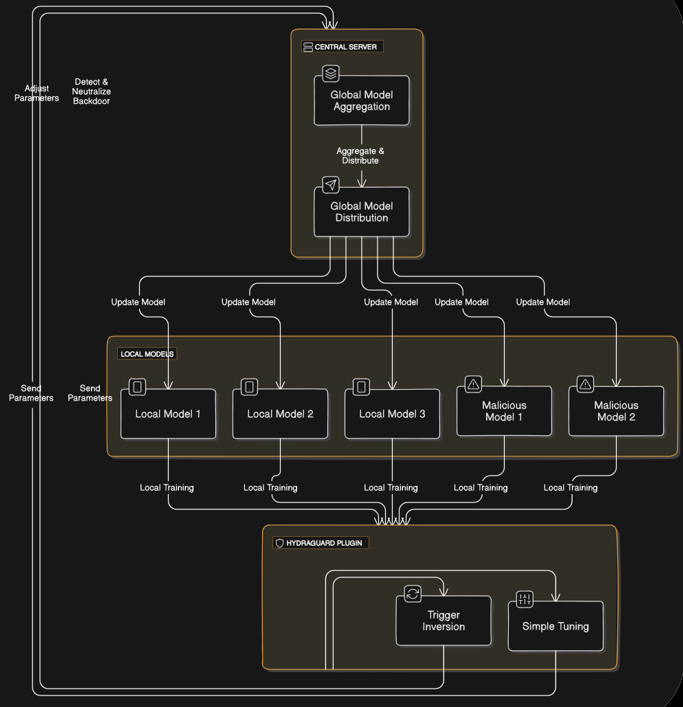 CENTRAL SERVER
Global Model
Aggregation
Adjust
Parameters
Detect &
Neutralize
Backdoor
Aggregate &
Distribute
Global Model
Distribution
Update Model
Update Model
Update Model
Update Model
Update Model
LOCAL MODELS
Send
Parameters
Send
Parameters
Local Model 1
Local Model 2
Local Model 3
Malicious
Model 1
Malicious
Model 2
Local Training
Local Training
Local Training
Local Training
Local Training
HYDRAGUARD PLUGIN
Trigger
Inversion
Simple Tuning